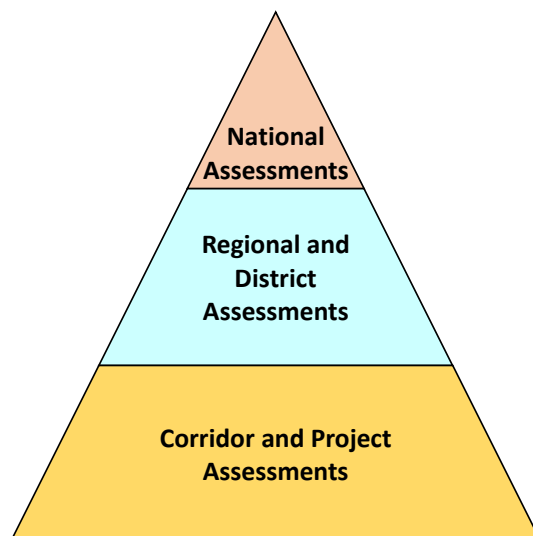 National
Assessments
Regional and
District
Assessments
Corridor and Project
Assessments